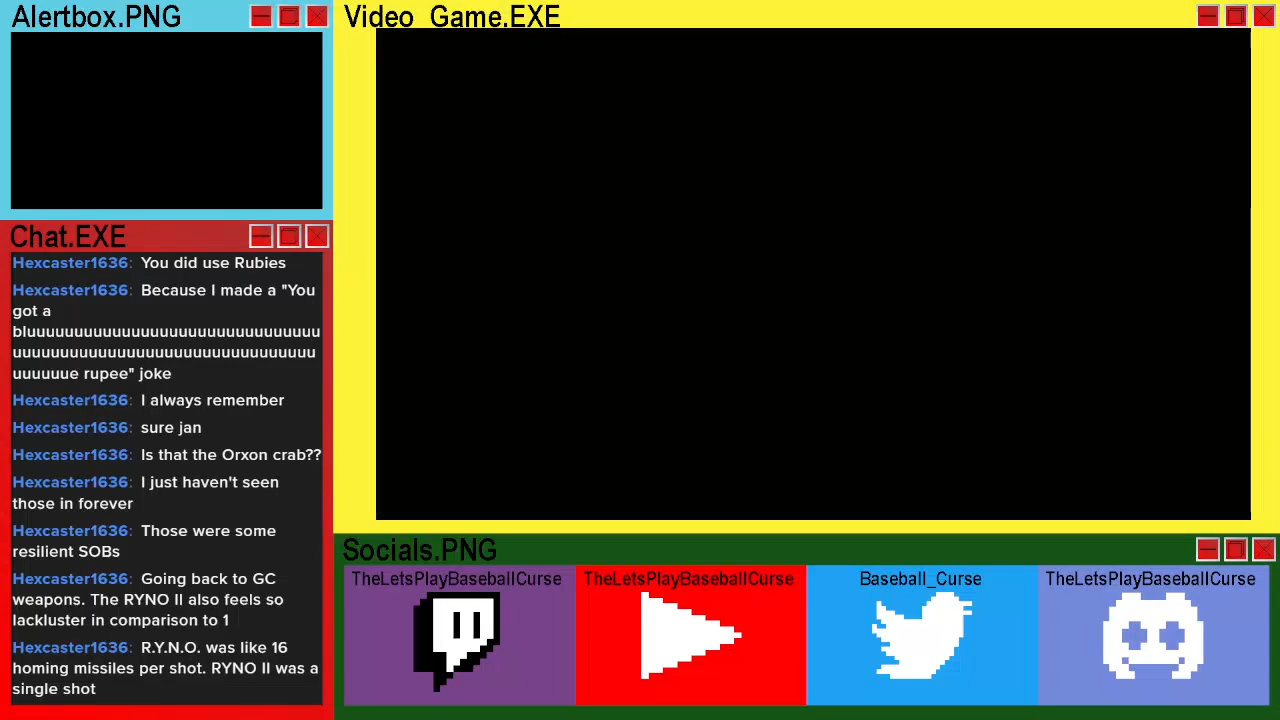 Alertbox.PNG
Video Game.EXE
Chat.EXE
Hexcaster1636: You did use Rubies
Hexcaster1636: Because I made a "You
got a
bluuuuuuuuuuuuuuuuuuuuuuuuuuuuuuu
uuuuuuuuuuuuuuuuuuuuuuuuuuuuuuuu
uuuuuue rupee" joke
Hexcaster1636: I always remember
Hexcaster1636: sure jan
Hexcaster1636: Is that the Orxon crab??
Hexcaster1636: I just haven't seen
those in forever
Hexcaster1636: Those were some
resilient SOBs
Hexcaster1636: Going back to GC
weapons. The RYNO II also feels so
lackluster in comparison to 1
Hexcaster1636: R.Y.N.O. was like 16
homing missiles per shot. RYNO II was a
single shot
Socials.PNG
TheLetsPlayBaseballCurse
TheLetsPlayBaseballCurse
Baseball_Curse
TheLetsPlayBaseballCurse